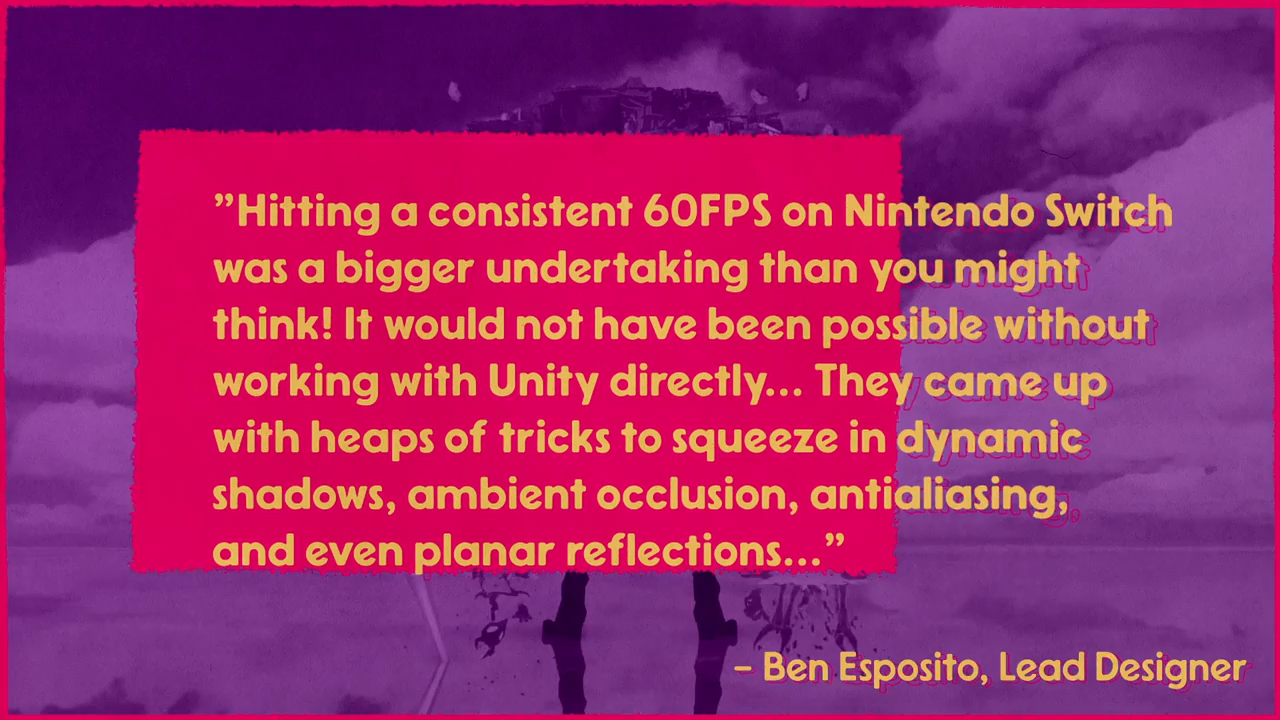 ”Hitting a consistent 60FPS on Nintendo Switch
was a bigger undertaking than you might
think! It would not have been possible without
working with Unity directly... They came up
with heaps of tricks to squeeze in dynamic
shadows, ambient occlusion, antialiasing,
and even planar reflections...”
– Ben Esposito, Lead Designer